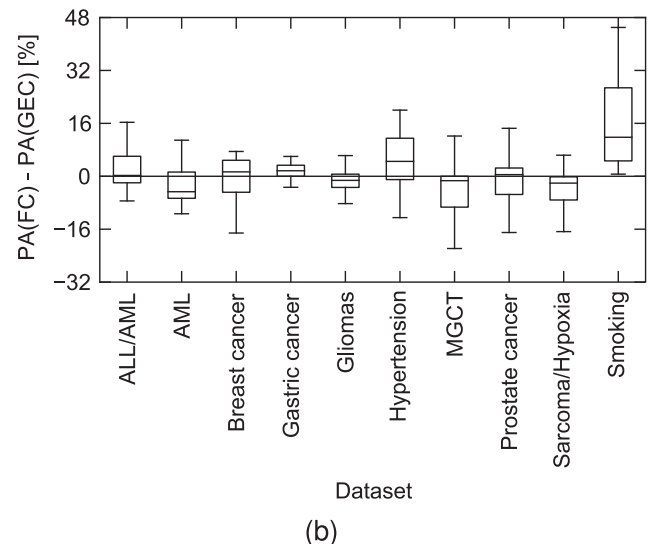 PA(FC) - PA(GEC) [%]
48
32
16
0
−16
−32
ALL/AML
AML
Breast cancer
Gastric cancer
Gliomas
Hypertension
MGCT
Prostate cancer
Sarcoma/Hypoxia
Smoking
Dataset
(b)